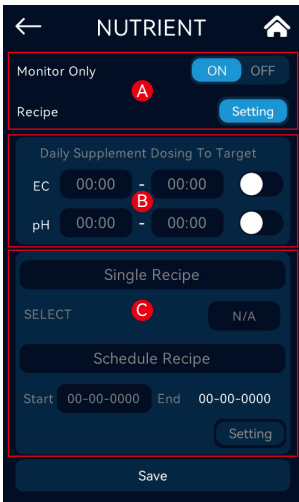 NUTRIENT
Monitor Only ON OFF
A
Recipe Setting
Daily Supplement Dosing To Target
EC 00:00 - 00:00
B
pH 00:00 - 00:00
Single Recipe
SELECT C N/A
Schedule Recipe
Start 00-00-0000 End 00-00-0000
Setting
Save